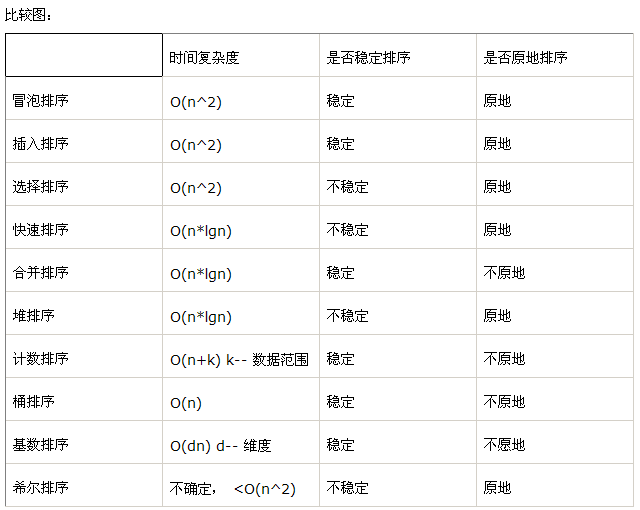 比较图：
时间复杂度 是否稳定排序 是否原地排序
冒泡排序 O(n^2) 稳定 原地
插入排序 O(n^2) 稳定 原地
选择排序 O(n^2) 不稳定 原地
快速排序 O(n*lgn) 不稳定 原地
合并排序 O(n*lgn) 稳定 不原地
堆排序 O(n*lgn) 不稳定 原地
计数排序 O(n+k) k-- 数据范围 稳定 不原地
桶排序 O(n) 稳定 不原地
基数排序 O(dn) d-- 维度 稳定 不愿地
希尔排序 不确定， <O(n^2) 不稳定 原地